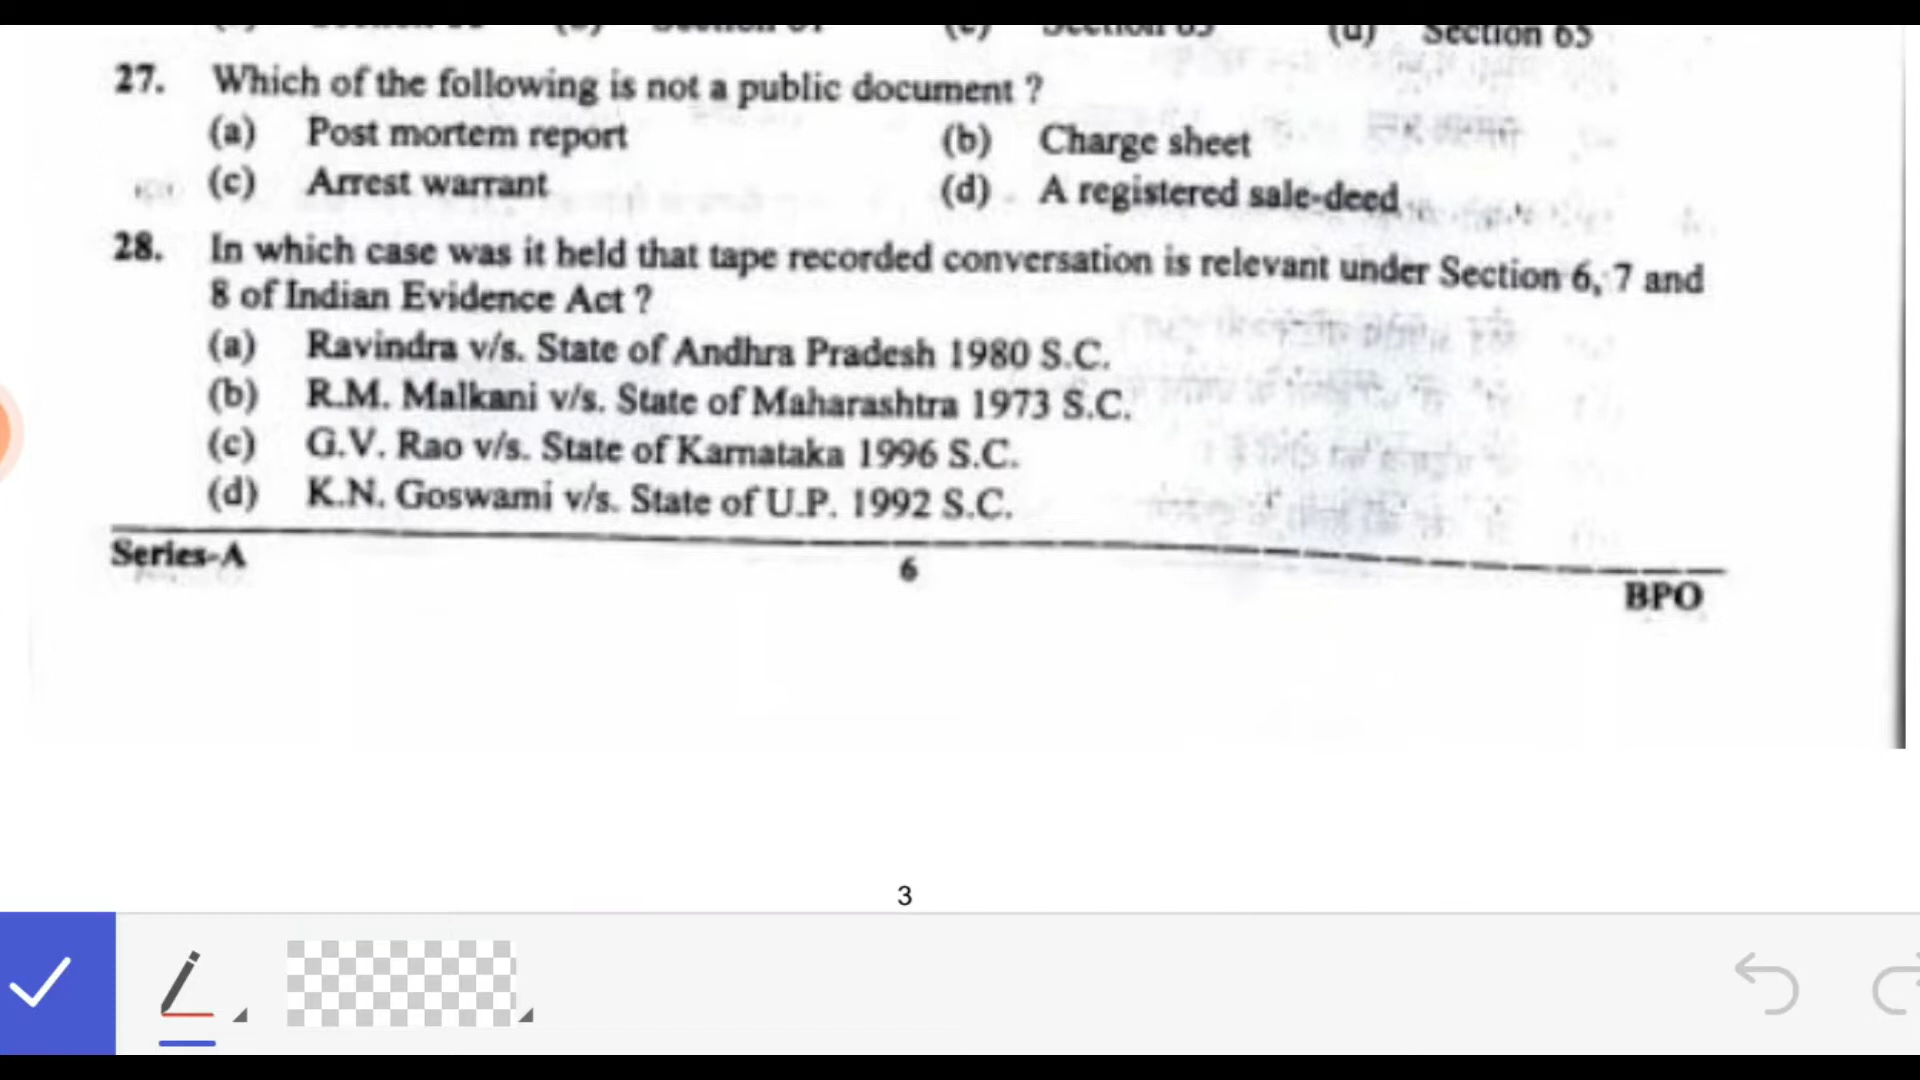 (d) Section 65
27. Which of the following is not a public document ?
(a) Post mortem report (b) Charge sheet
(c) Arrest warrant (d) A registered sale-deed
28. In which case was it held that tape recorded conversation is relevant under Section 6, 7 and
8 of Indian Evidence Act ?
(a) Ravindra v/s. State of Andhra Pradesh 1980 S.C.
(b) R.M. Malkani v/s. State of Maharashtra 1973 S.C.
(c) G.V. Rao v/s. State of Karnataka 1996 S.C.
(d) K.N. Goswami v/s. State of U.P. 1992 S.C.
Series-A 6 BPO
3